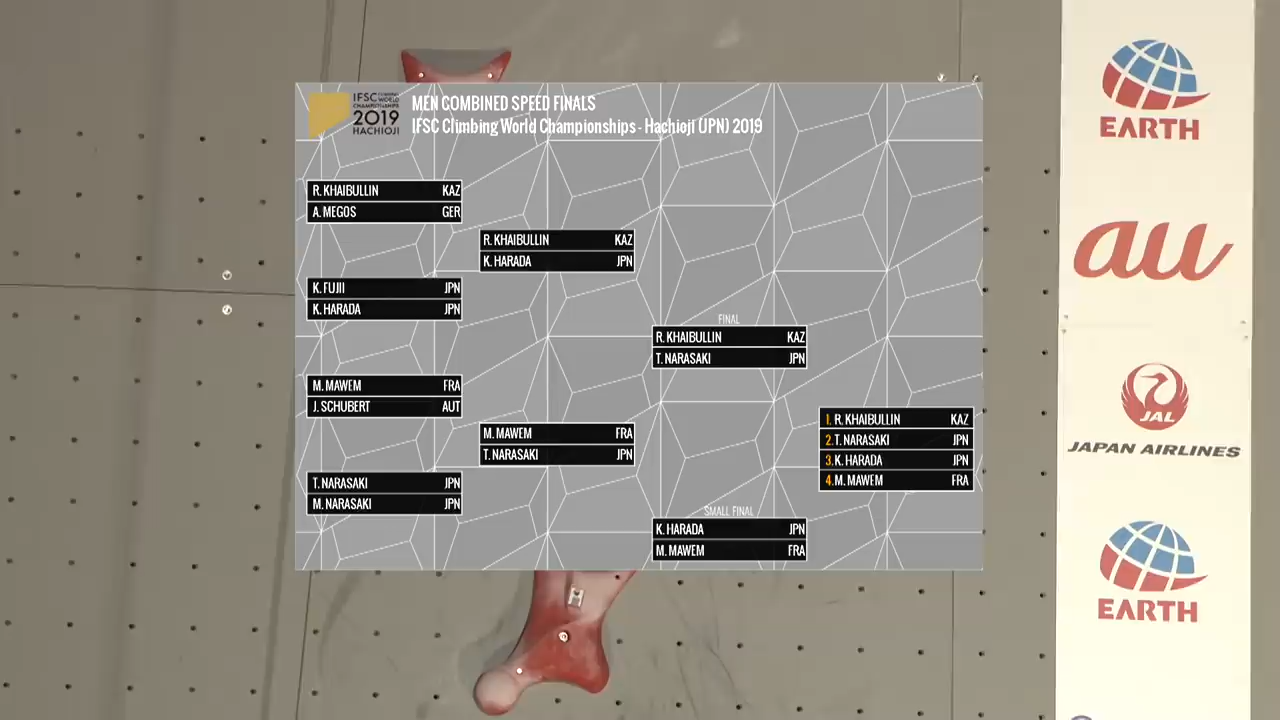 IFSC CLIMBING WORLD CHAMPIONSHIPS
2019
HACHIOJI
MEN COMBINED SPEED FINALS
IFSC Climbing World Championships - Hachioji (JPN) 2019
R. KHAIBULLIN KAZ
A. MEGOS GER
R. KHAIBULLIN KAZ
K. HARADA JPN
K. FUJII JPN
K. HARADA JPN
FINAL
R. KHAIBULLIN KAZ
T. NARASAKI JPN
M. MAWEM FRA
J. SCHUBERT AUT
M. MAWEM FRA
T. NARASAKI JPN
T. NARASAKI JPN
M. NARASAKI JPN
SMALL FINAL
K. HARADA JPN
M. MAWEM FRA
1. R. KHAIBULLIN KAZ
2. T. NARASAKI JPN
3. K. HARADA JPN
4. M. MAWEM FRA
EARTH
au
JAL
JAPAN AIRLINES
EARTH